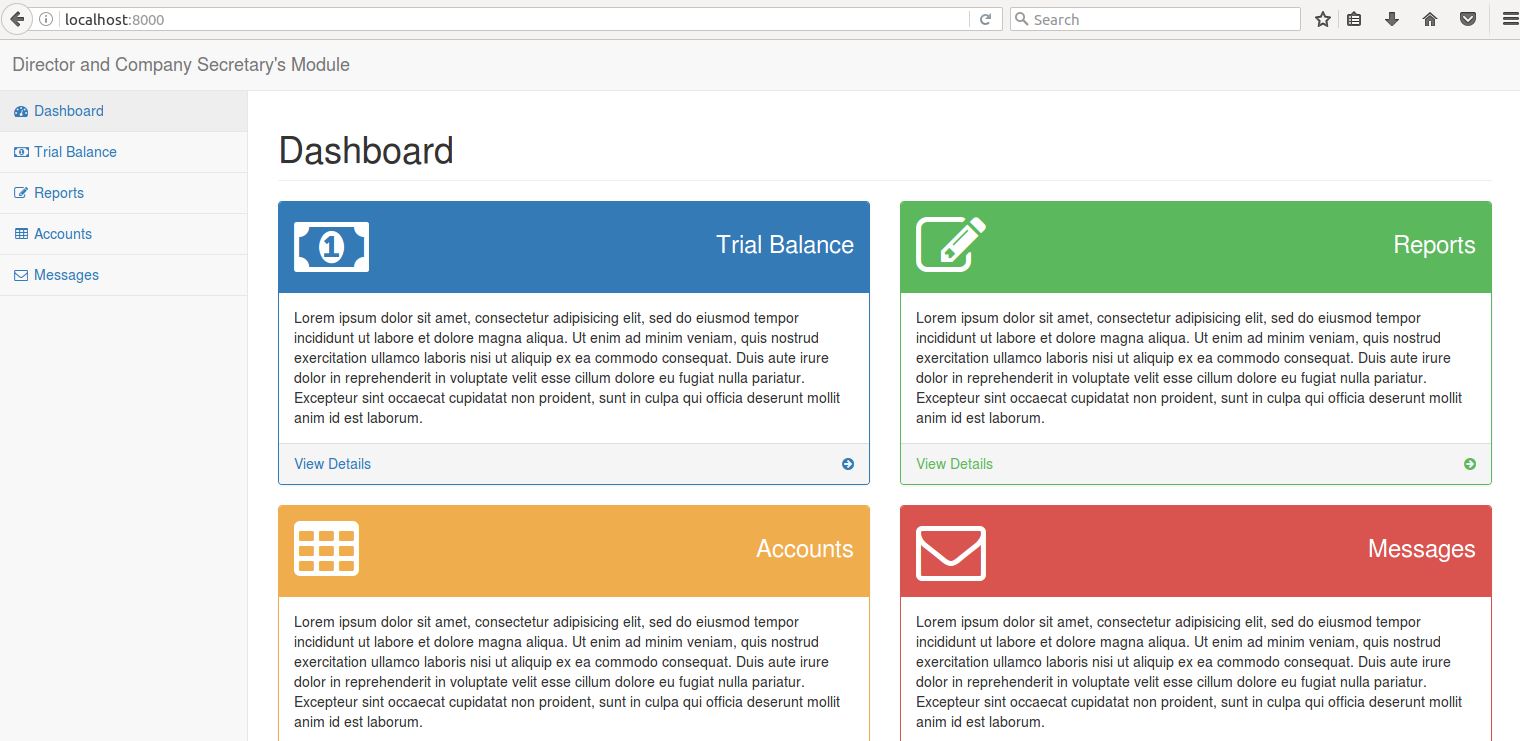 localhost:8000
Search
Director and Company Secretary's Module
Dashboard
Trial Balance
Reports
Accounts
Messages
Dashboard
1
Trial Balance
Lorem ipsum dolor sit amet, consectetur adipisicing elit, sed do eiusmod tempor
incididunt ut labore et dolore magna aliqua. Ut enim ad minim veniam, quis nostrud
exercitation ullamco laboris nisi ut aliquip ex ea commodo consequat. Duis aute irure
dolor in reprehenderit in voluptate velit esse cillum dolore eu fugiat nulla pariatur.
Excepteur sint occaecat cupidatat non proident, sunt in culpa qui officia deserunt mollit
anim id est laborum.
View Details
Reports
Lorem ipsum dolor sit amet, consectetur adipisicing elit, sed do eiusmod tempor
incididunt ut labore et dolore magna aliqua. Ut enim ad minim veniam, quis nostrud
exercitation ullamco laboris nisi ut aliquip ex ea commodo consequat. Duis aute irure
dolor in reprehenderit in voluptate velit esse cillum dolore eu fugiat nulla pariatur.
Excepteur sint occaecat cupidatat non proident, sunt in culpa qui officia deserunt mollit
anim id est laborum.
View Details
Accounts
Lorem ipsum dolor sit amet, consectetur adipisicing elit, sed do eiusmod tempor
incididunt ut labore et dolore magna aliqua. Ut enim ad minim veniam, quis nostrud
exercitation ullamco laboris nisi ut aliquip ex ea commodo consequat. Duis aute irure
dolor in reprehenderit in voluptate velit esse cillum dolore eu fugiat nulla pariatur.
Excepteur sint occaecat cupidatat non proident, sunt in culpa qui officia deserunt mollit
anim id est laborum.
Messages
Lorem ipsum dolor sit amet, consectetur adipisicing elit, sed do eiusmod tempor
incididunt ut labore et dolore magna aliqua. Ut enim ad minim veniam, quis nostrud
exercitation ullamco laboris nisi ut aliquip ex ea commodo consequat. Duis aute irure
dolor in reprehenderit in voluptate velit esse cillum dolore eu fugiat nulla pariatur.
Excepteur sint occaecat cupidatat non proident, sunt in culpa qui officia deserunt mollit
anim id est laborum.